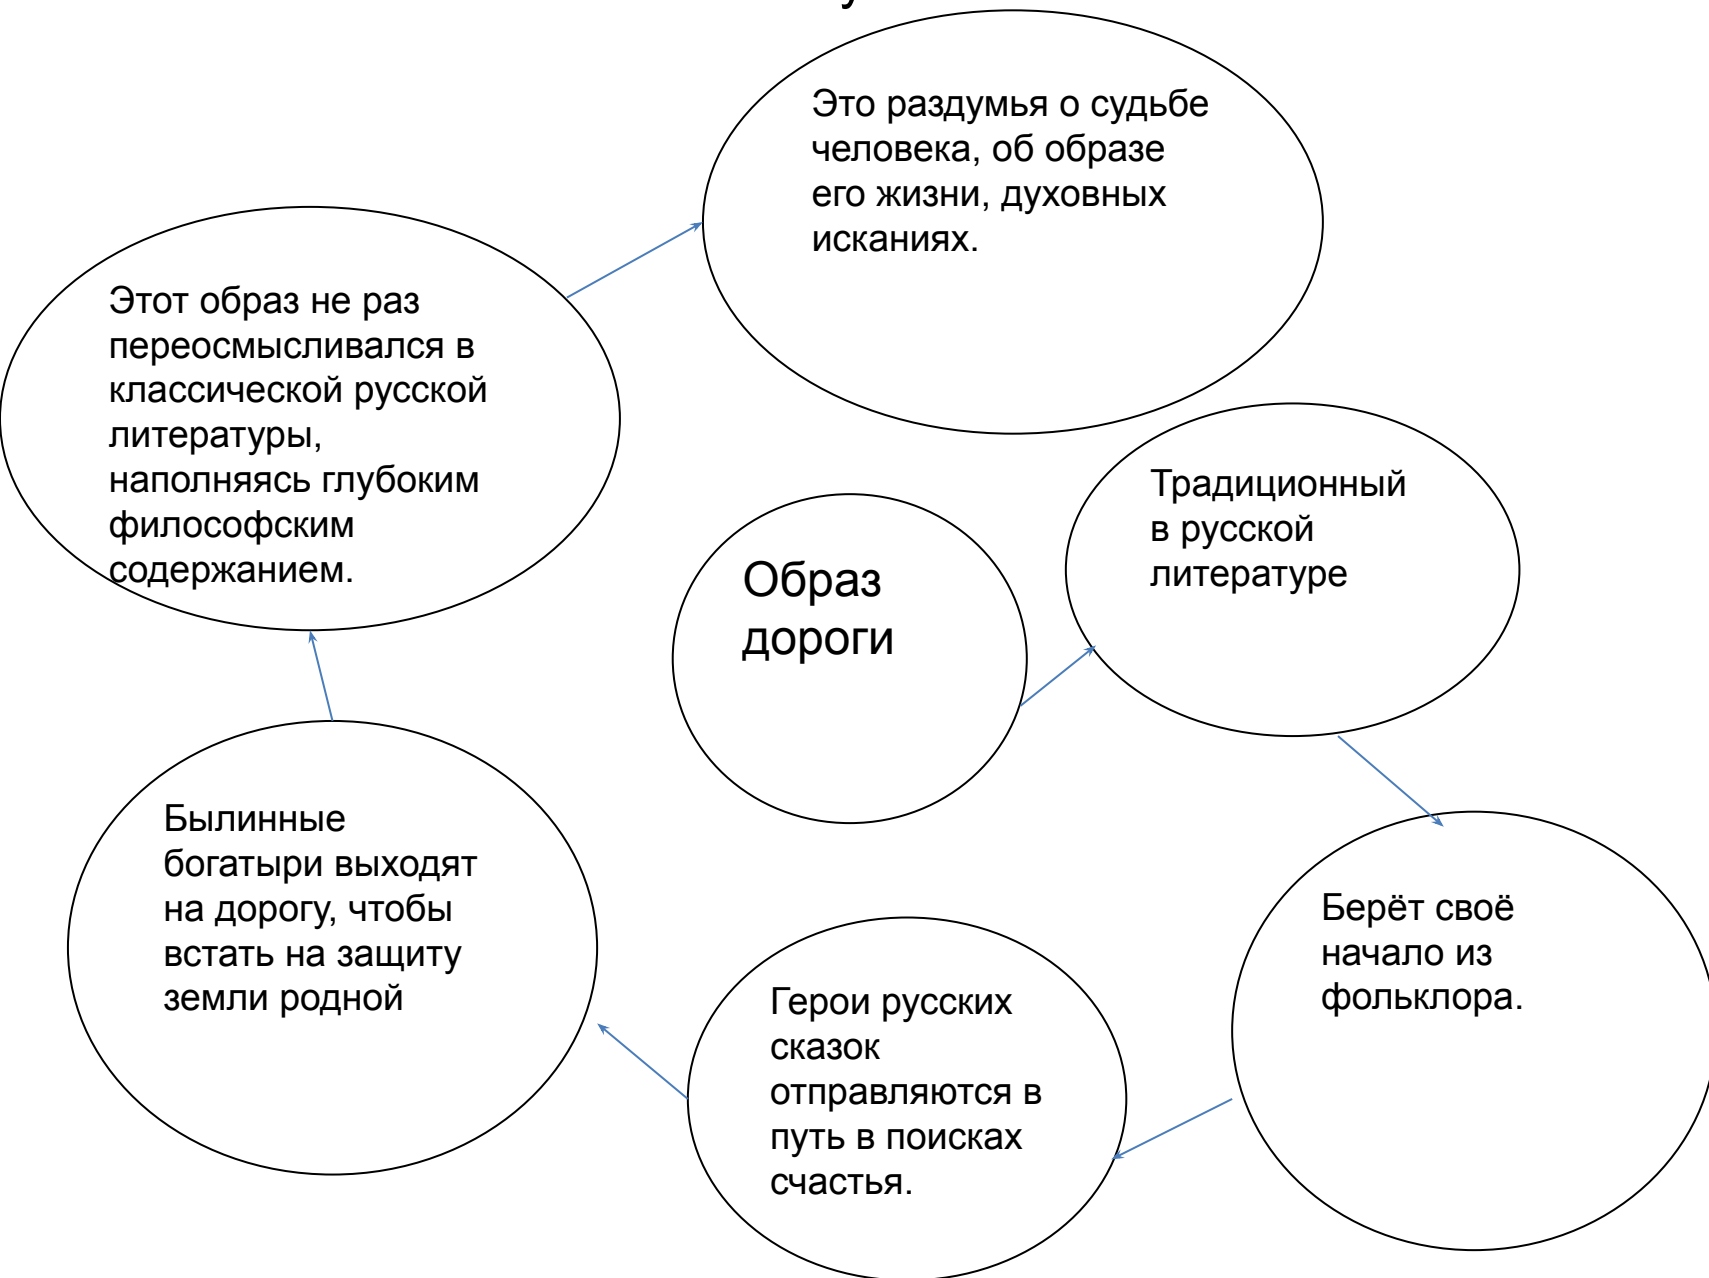 Это раздумья о судьбе
человека, об образе
его жизни, духовных
исканиях.
Этот образ не раз
переосмысливался в
классической русской
литературы,
наполняясь глубоким
философским
содержанием.
Образ
дороги
Традиционный
в русской
литературе
Берёт своё
начало из
фольклора.
Герои русских
сказок
отправляются в
путь в поисках
счастья.
Былинные
богатыри выходят
на дорогу, чтобы
встать на защиту
земли родной